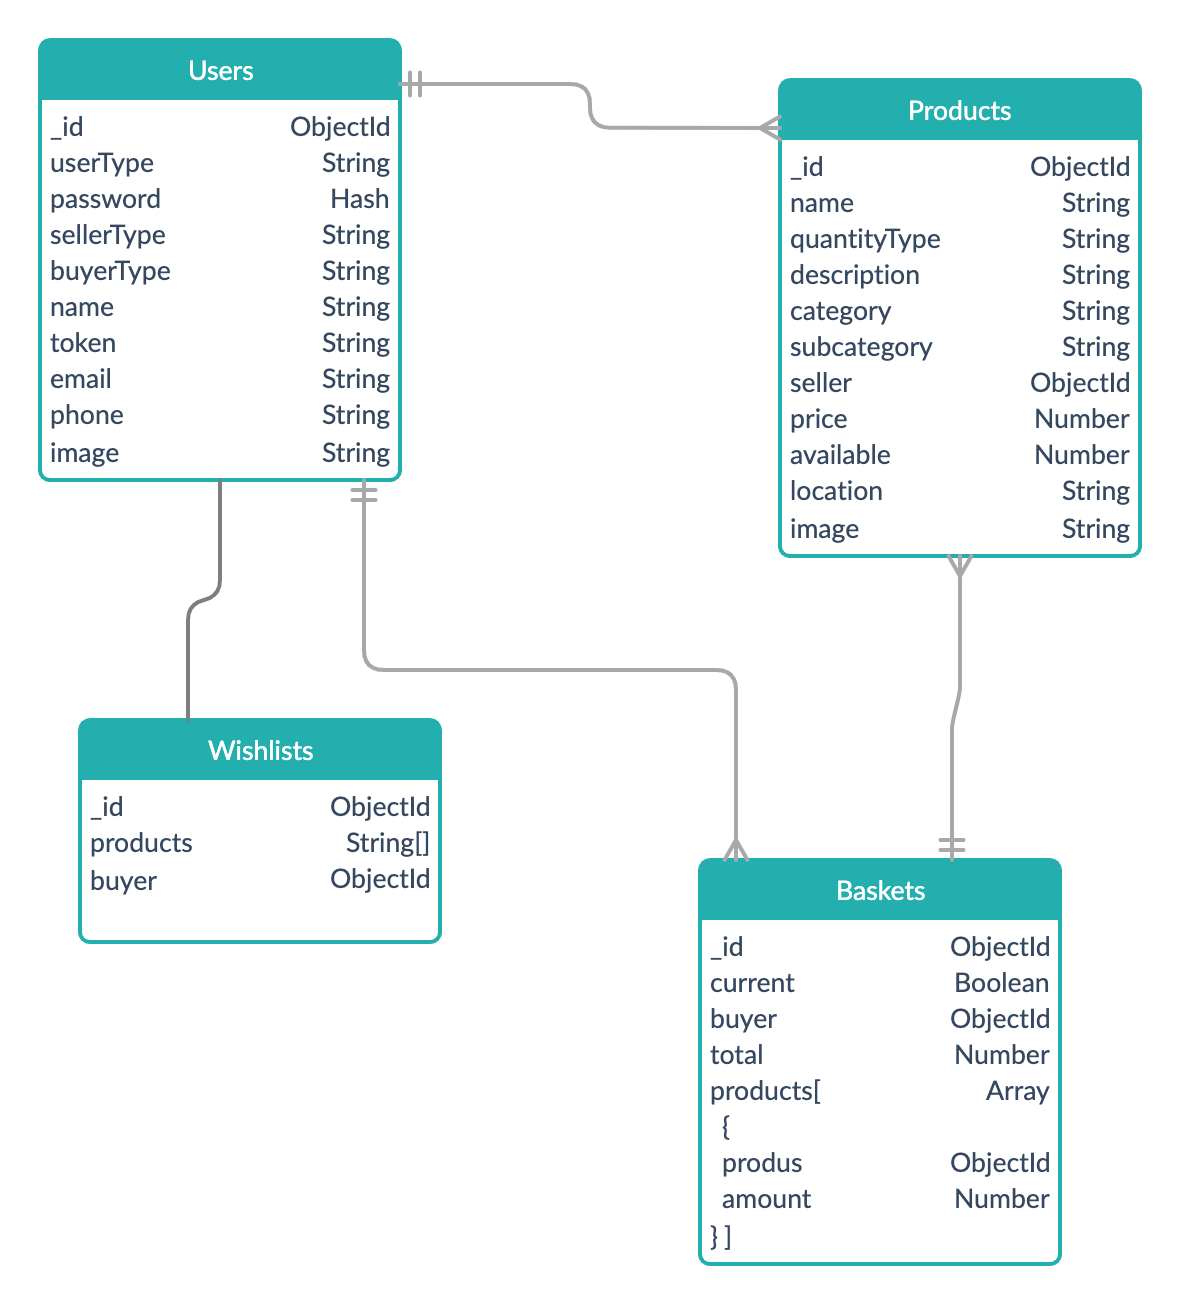 Users
_id ObjectId
userType String
password Hash
sellerType String
buyerType String
name String
token String
email String
phone String
image String
Products
_id ObjectId
name String
quantityType String
description String
category String
subcategory String
seller ObjectId
price Number
available Number
location String
image String
Wishlists
_id ObjectId
products String[]
buyer ObjectId
Baskets
_id ObjectId
current Boolean
buyer ObjectId
total Number
products[ Array
{
produs ObjectId
amount Number
} ]